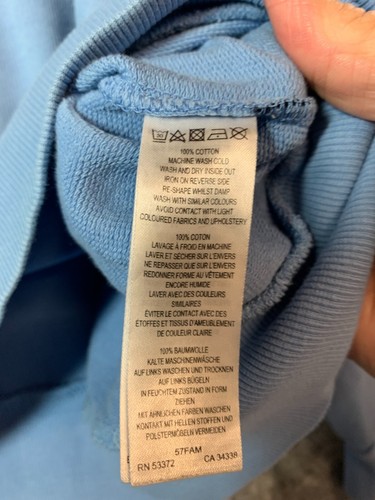 30
100% COTTON
MACHINE WASH COLD
WASH AND DRY INSIDE OUT
IRON ON REVERSE SIDE
RE-SHAPE WHILST DAMP
WASH WITH SIMILAR COLOURS
AVOID CONTACT WITH LIGHT
COLOURED FABRICS AND UPHOLSTERY
100% COTON
LAVAGE À FROID EN MACHINE
LAVER ET SÉCHER SUR L'ENVERS
NE REPASSER QUE SUR L'ENVERS
REDONNER FORME AU VÊTEMENT
ENCORE HUMIDE
LAVER AVEC DES COULEURS
SIMILAIRES
ÉVITER LE CONTACT AVEC DES
ÉTOFFES ET TISSUS D'AMEUBLEMENT
DE COULEUR CLAIRE
100% BAUMWOLLE
KALTE MASCHINENWÄSCHE
AUF LINKS WASCHEN UND TROCKNEN
AUF LINKS BÜGELN
IN FEUCHTEM ZUSTAND IN FORM
ZIEHEN
MIT ÄHNLICHEN FARBEN WASCHEN
KONTAKT MIT HELLEN STOFFEN UND
POLSTERMÖBELN VERMEIDEN
57FAM
RN 53372 CA 34338